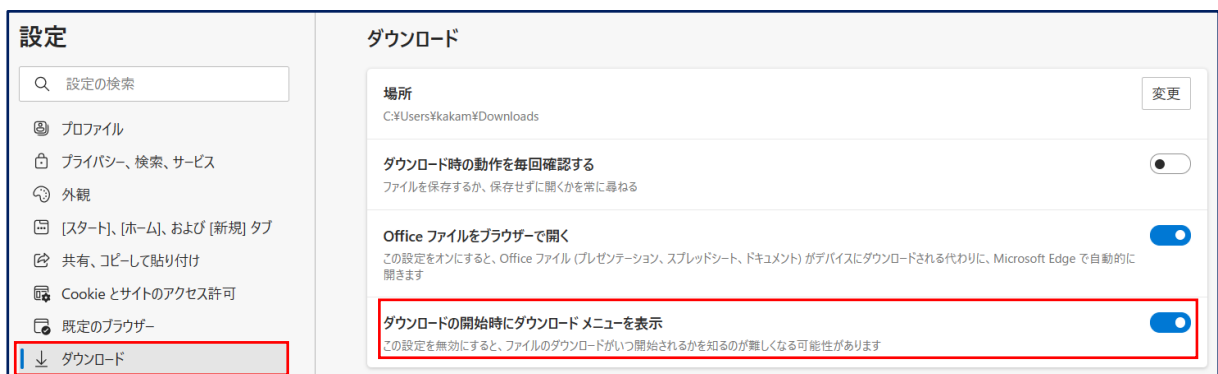 設定
設定の検索
プロファイル
プライバシー、検索、サービス
外観
[スタート]、[ホーム]、および [新規] タブ
共有、コピーして貼り付け
Cookie とサイトのアクセス許可
既定のブラウザー
ダウンロード
ダウンロード
場所
変更
C:¥Users¥kakam¥Downloads
ダウンロード時の動作を毎回確認する
ファイルを保存するか、保存せずに開くかを常に尋ねる
Office ファイルをブラウザーで開く
この設定をオンにすると、Office ファイル (プレゼンテーション、スプレッドシート、ドキュメント) がデバイスにダウンロードされる代わりに、Microsoft Edge で自動的に
開きます
ダウンロードの開始時にダウンロード メニューを表示
この設定を無効にすると、ファイルのダウンロードがいつ開始されるかを知るのが難しくなる可能性があります